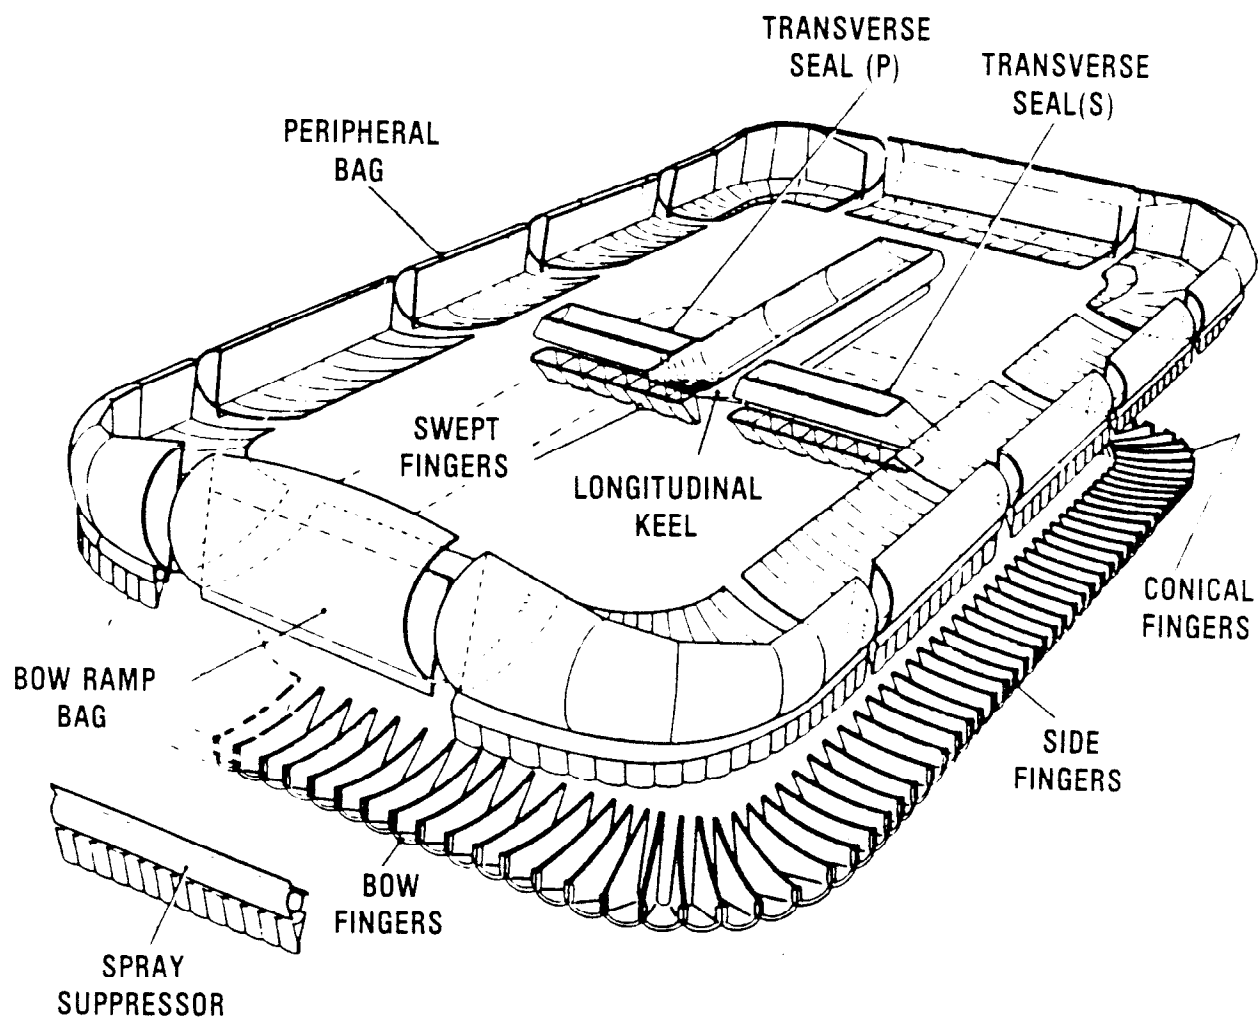 TRANSVERSE
SEAL (P)
TRANSVERSE
SEAL(S)
PERIPHERAL
BAG
SWEPT
FINGERS
LONGITUDINAL
KEEL
CONICAL
FINGERS
BOW RAMP
BAG
SIDE
FINGERS
BOW
FINGERS
SPRAY
SUPPRESSOR